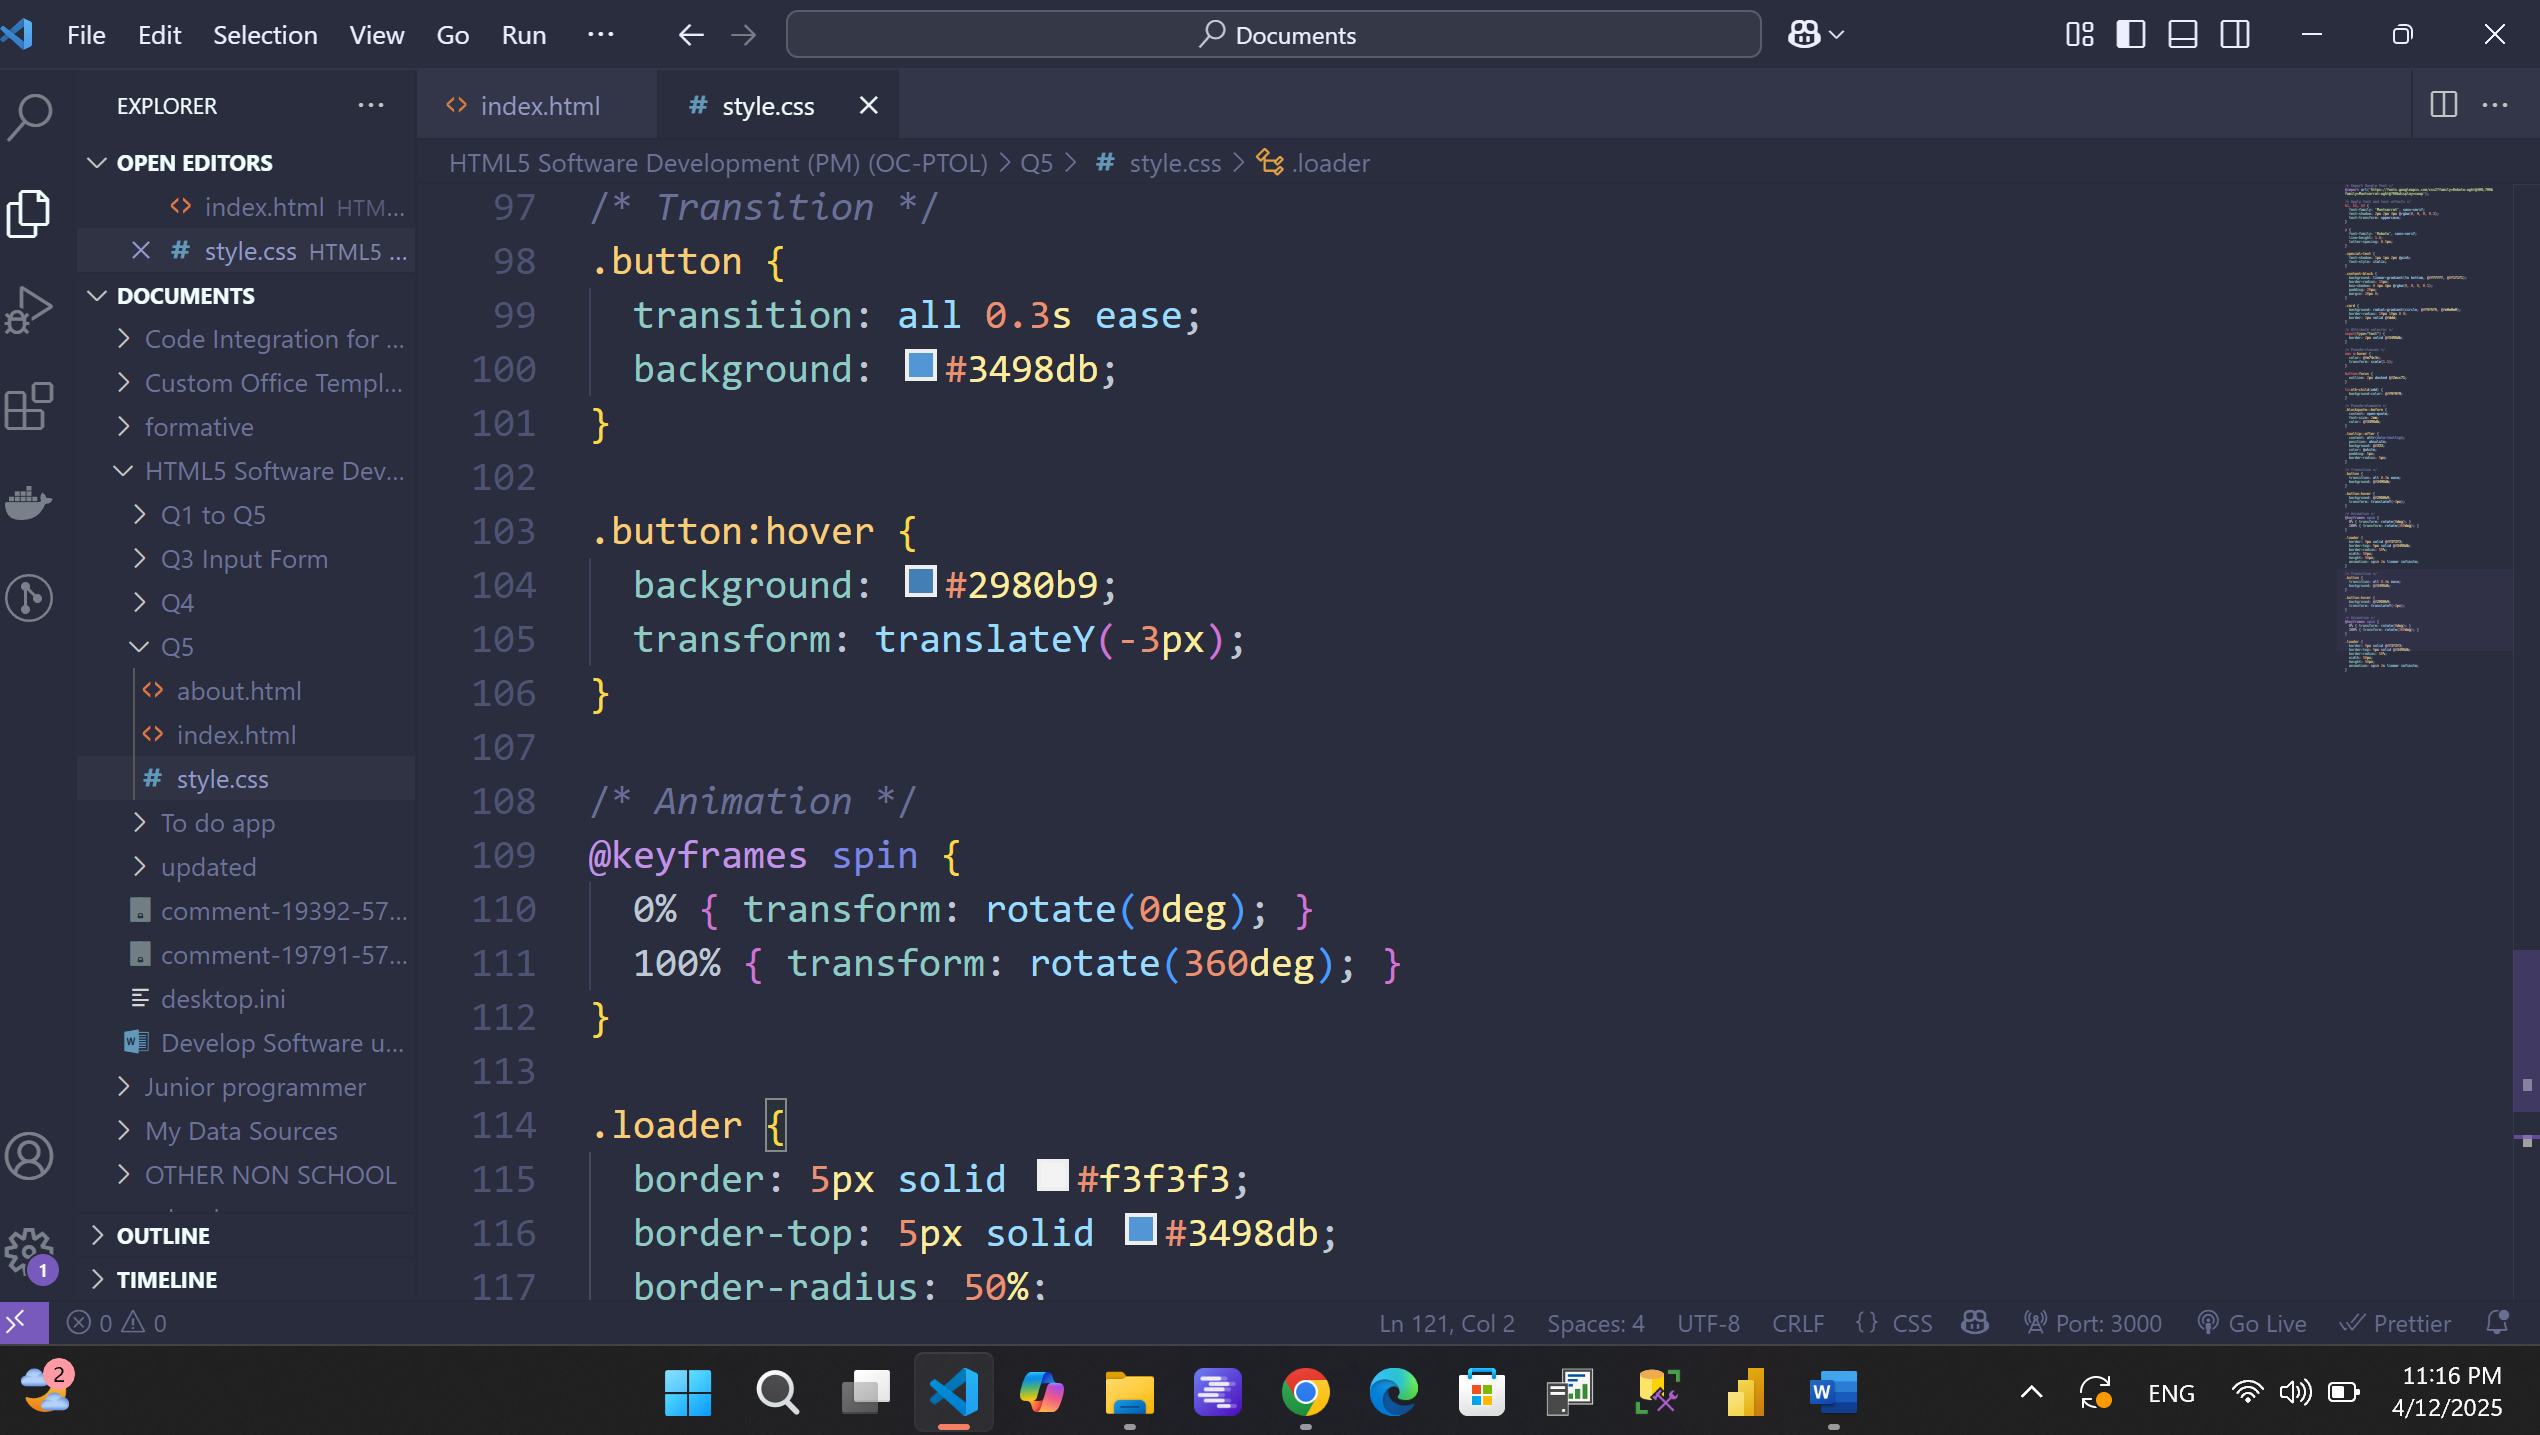 File Edit Selection View Go Run ···
Documents
EXPLORER ···
index.html
style.css
OPEN EDITORS
index.html HTM...
style.css HTML5 ...
DOCUMENTS
Code Integration for ...
Custom Office Templ...
formative
HTML5 Software Dev...
Q1 to Q5
Q3 Input Form
Q4
Q5
about.html
index.html
style.css
To do app
updated
comment-19392-57...
comment-19791-57...
desktop.ini
Develop Software u...
Junior programmer
My Data Sources
OTHER NON SCHOOL
OUTLINE
TIMELINE
HTML5 Software Development (PM) (OC-PTOL) > Q5 > # style.css > .loader
97 /* Transition */
98 .button {
99 transition: all 0.3s ease;
100 background: #3498db;
101 }
102
103 .button:hover {
104 background: #2980b9;
105 transform: translateY(-3px);
106 }
107
108 /* Animation */
109 @keyframes spin {
110 0% { transform: rotate(0deg); }
111 100% { transform: rotate(360deg); }
112 }
113
114 .loader {
115 border: 5px solid #f3f3f3;
116 border-top: 5px solid #3498db;
117 border-radius: 50%;
1
0 0
Ln 121, Col 2 Spaces: 4 UTF-8 CRLF {} CSS Port: 3000 Go Live Prettier
2
ENG
11:16 PM
4/12/2025